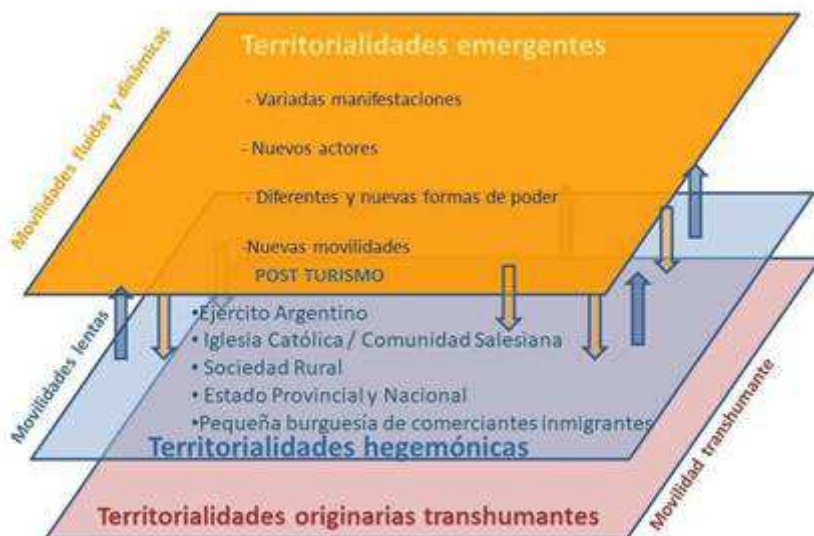 Territorialidades emergentes
- Variadas manifestaciones
- Nuevos actores
- Diferentes y nuevas formas de poder
-Nuevas movilidades
POST TURISMO
Movilidades fluidas y dinámicas
•Ejército Argentino
• Iglesia Católica / Comunidad Salesiana
• Sociedad Rural
• Estado Provincial y Nacional
•Pequeña burguesía de comerciantes inmigrantes
Territorialidades hegemónicas
Movilidades lentas
Territorialidades originarias transhumantes
Movilidad transhumante